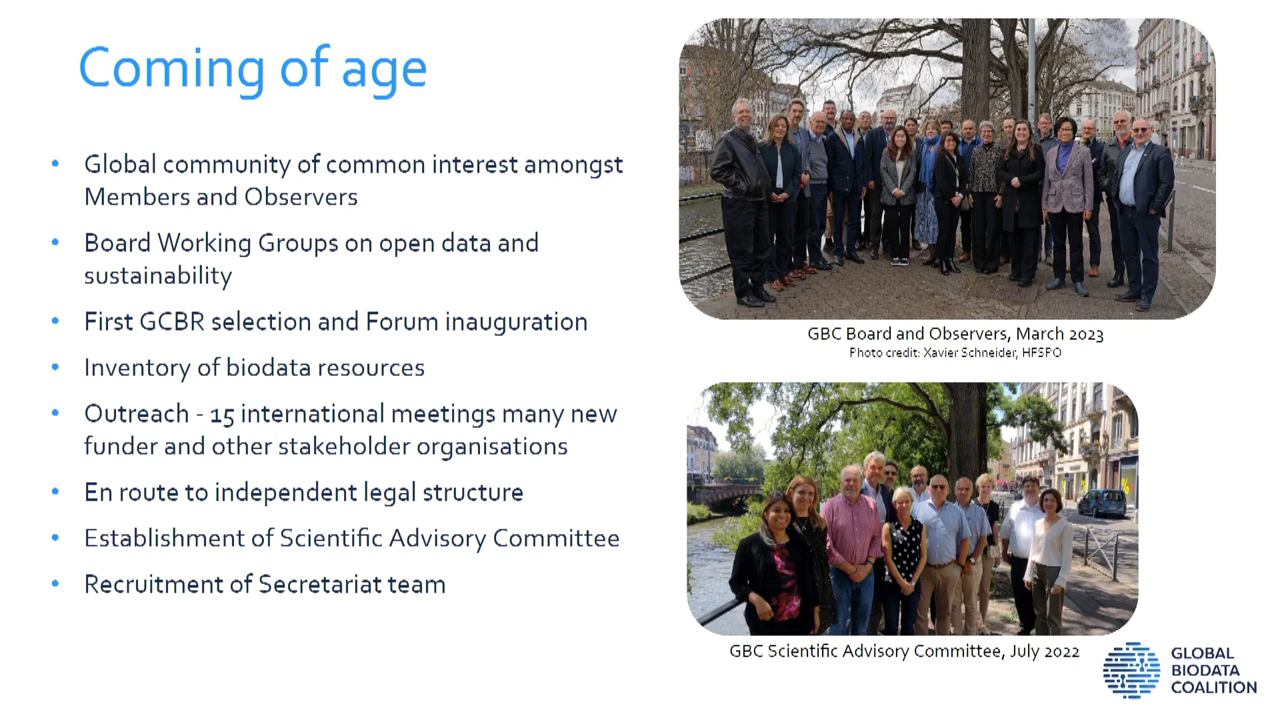 Coming of age
• Global community of common interest amongst
Members and Observers
• Board Working Groups on open data and
sustainability
• First GCBR selection and Forum inauguration
• Inventory of biodata resources
• Outreach - 15 international meetings many new
funder and other stakeholder organisations
• En route to independent legal structure
• Establishment of Scientific Advisory Committee
• Recruitment of Secretariat team
GBC Board and Observers, March 2023
Photo credit: Xavier Schneider, HFSPO
GBC Scientific Advisory Committee, July 2022
GLOBAL
BIODATA
COALITION